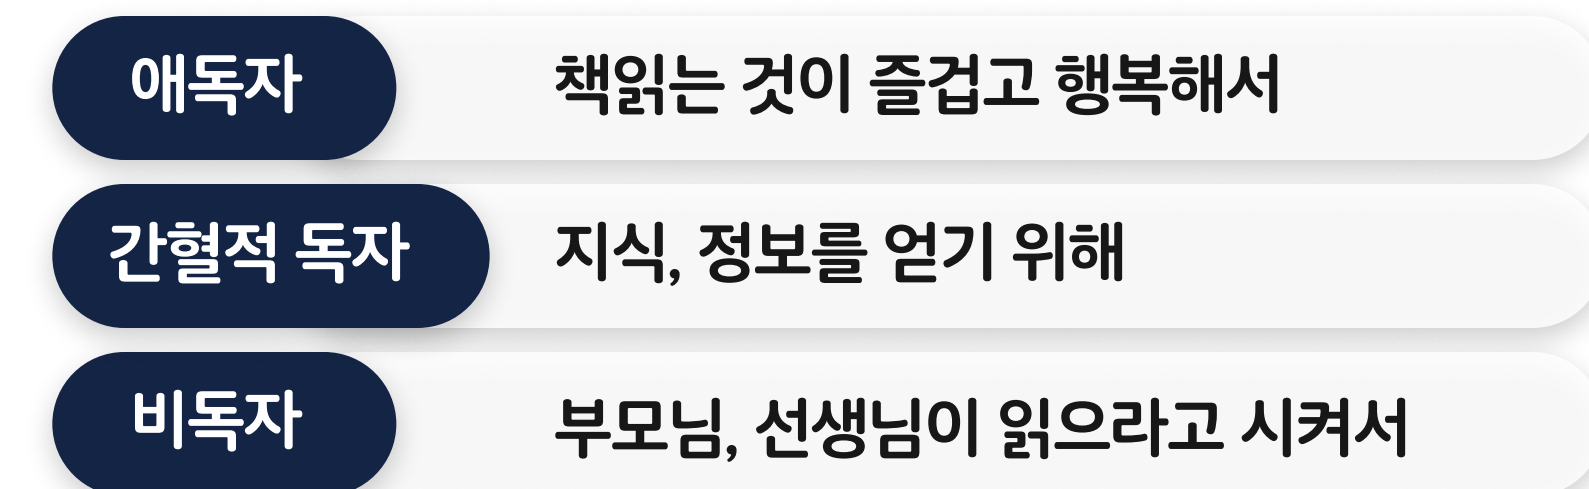 애독자 책읽는 것이 즐겁고 행복해서
간헐적 독자 지식, 정보를 얻기 위해
비독자 부모님, 선생님이 읽으라고 시켜서